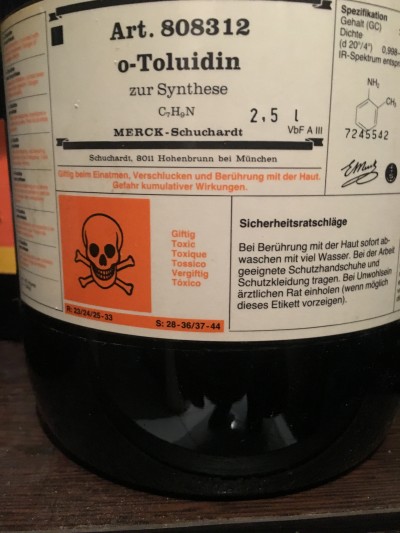 Art. 808312
o-Toluidin
zur Synthese
C₇H₉N
2,5 l
VbF A III
MERCK-Schuchardt
Schuchardt, 8011 Hohenbrunn bei München
Spezifikation
Gehalt (GC)
Dichte
(d 20°/4°) 0,998-
IR-Spektrum entspr
NH₂
CH₃
7245542
E. Merck
Giftig beim Einatmen, Verschlucken und Berührung mit der Haut.
Gefahr kumulativer Wirkungen.
Giftig
Toxic
Toxique
Tossico
Vergiftig
Tóxico
R: 23/24/25-33
S: 28-36/37-44
Sicherheitsratschläge
Bei Berührung mit der Haut sofort ab-
waschen mit viel Wasser. Bei der Arbeit
geeignete Schutzhandschuhe und
Schutzkleidung tragen. Bei Unwohlsein
ärztlichen Rat einholen (wenn möglich
dieses Etikett vorzeigen).